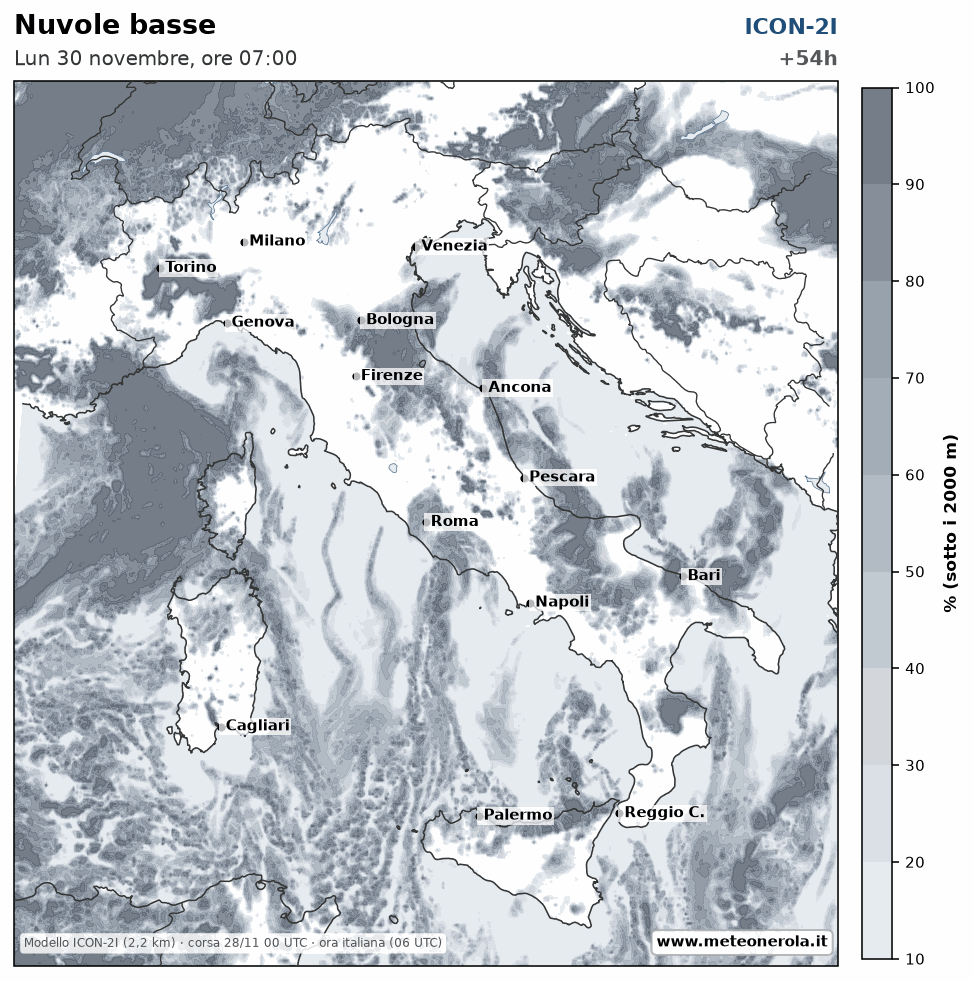 Nuvole basse
ICON-2I
Lun 30 novembre, ore 07:00
+54h
100
90
80
70
60
50
40
30
20
10
% (sotto i 2000 m)
Milano
Venezia
Torino
Genova
Bologna
Firenze
Ancona
Pescara
Roma
Bari
Napoli
Cagliari
Palermo
Reggio C.
Modello ICON-2I (2,2 km) · corsa 28/11 00 UTC · ora italiana (06 UTC)
www.meteonerola.it